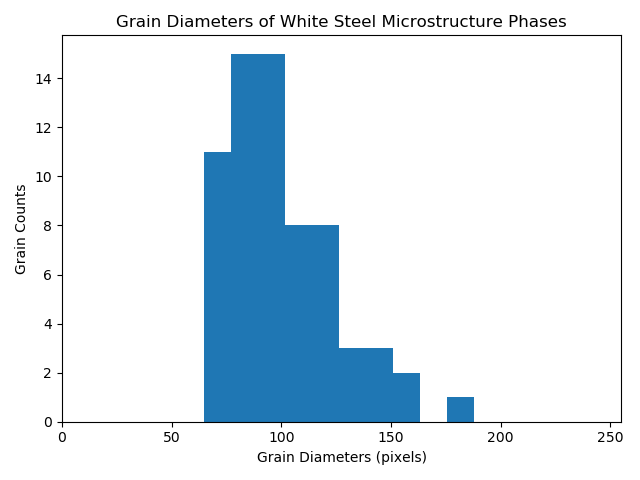 Grain Diameters of White Steel Microstructure Phases
14
12
10
8
6
4
2
0
Grain Counts
0 50 100 150 200 250
Grain Diameters (pixels)